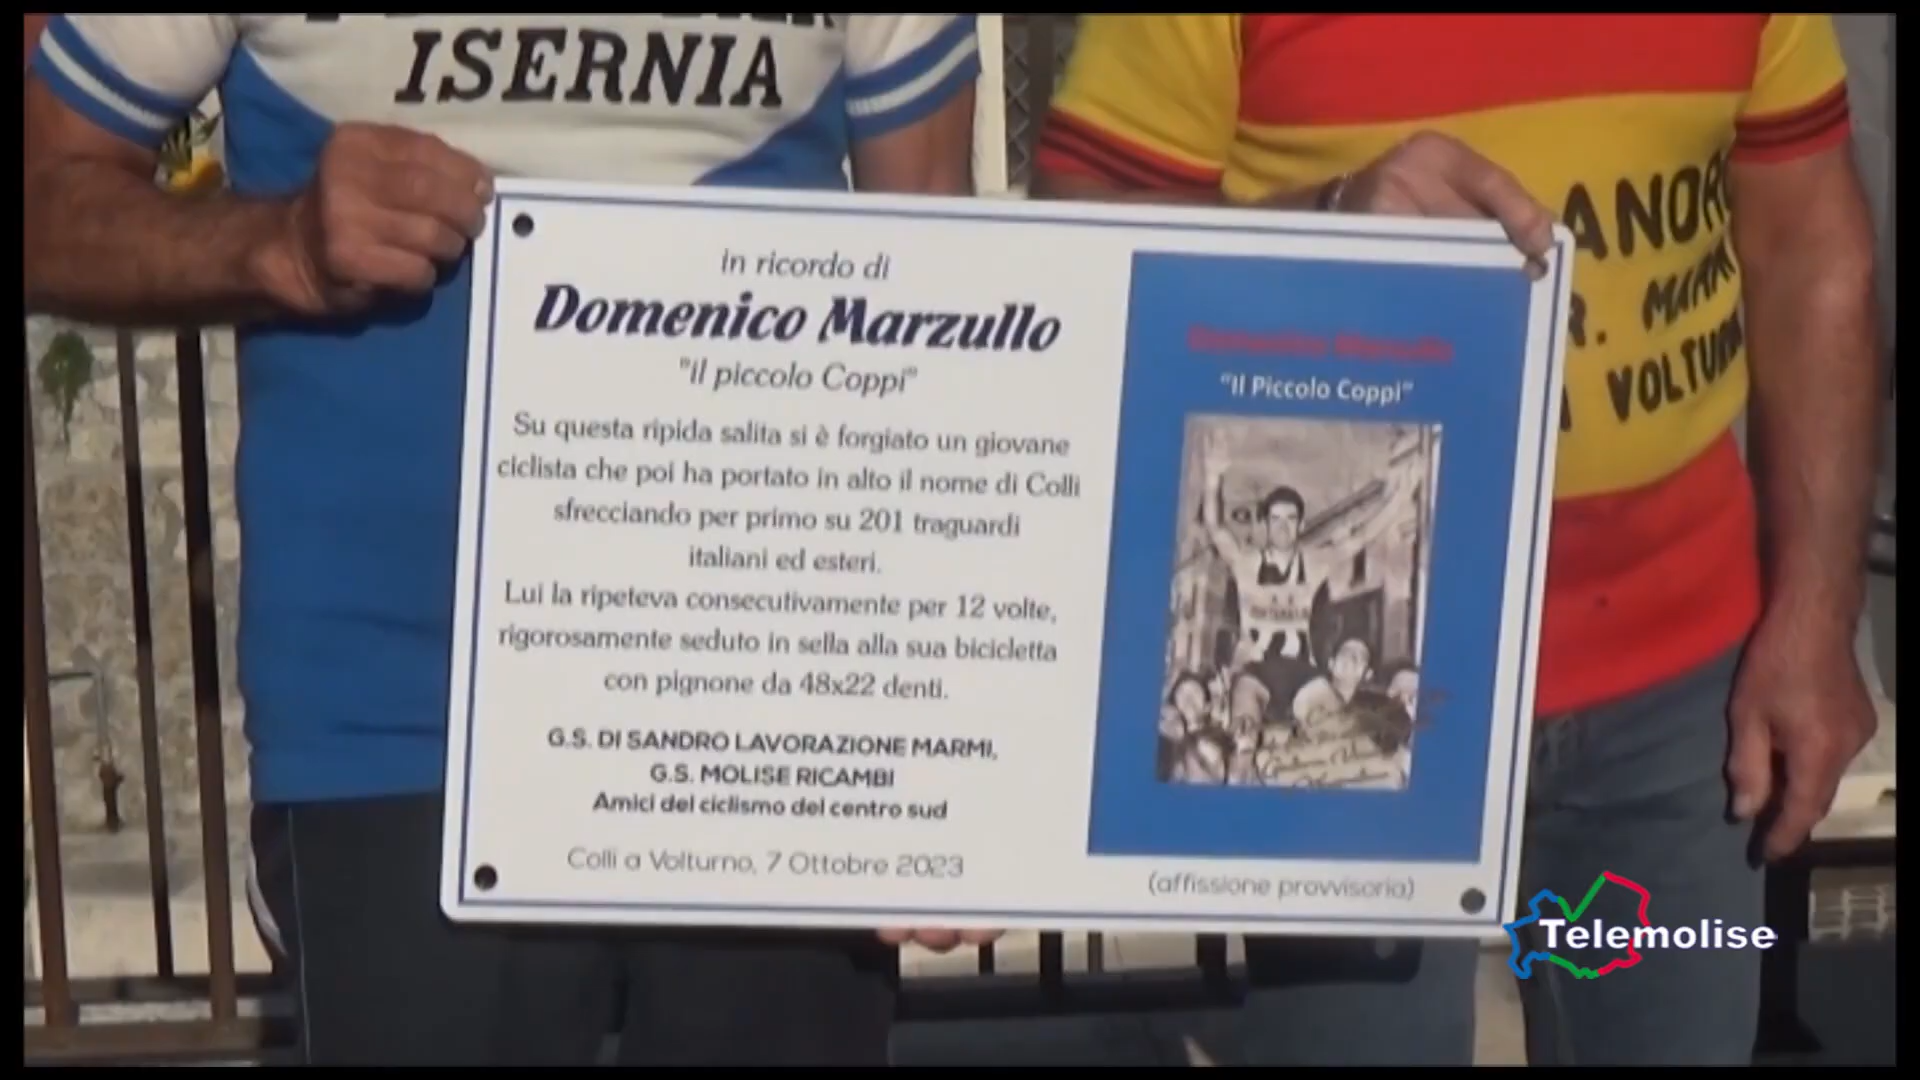 ISERNIA
in ricordo di
Domenico Marzullo
"il piccolo Coppi"
Su questa ripida salita si è forgiato un giovane
ciclista che poi ha portato in alto il nome di Colli
sfrecciando per primo su 201 traguardi
italiani ed esteri.
Lui la ripeteva consecutivamente per 12 volte,
rigorosamente seduto in sella alla sua bicicletta
con pignone da 48x22 denti.
G.S. DI SANDRO LAVORAZIONE MARMI,
G.S. MOLISE RICAMBI
Amici del ciclismo del centro sud
Colli a Volturno, 7 Ottobre 2023
Domenico Marzullo
"Il Piccolo Coppi"
(affissione provvisoria)
Telemolise